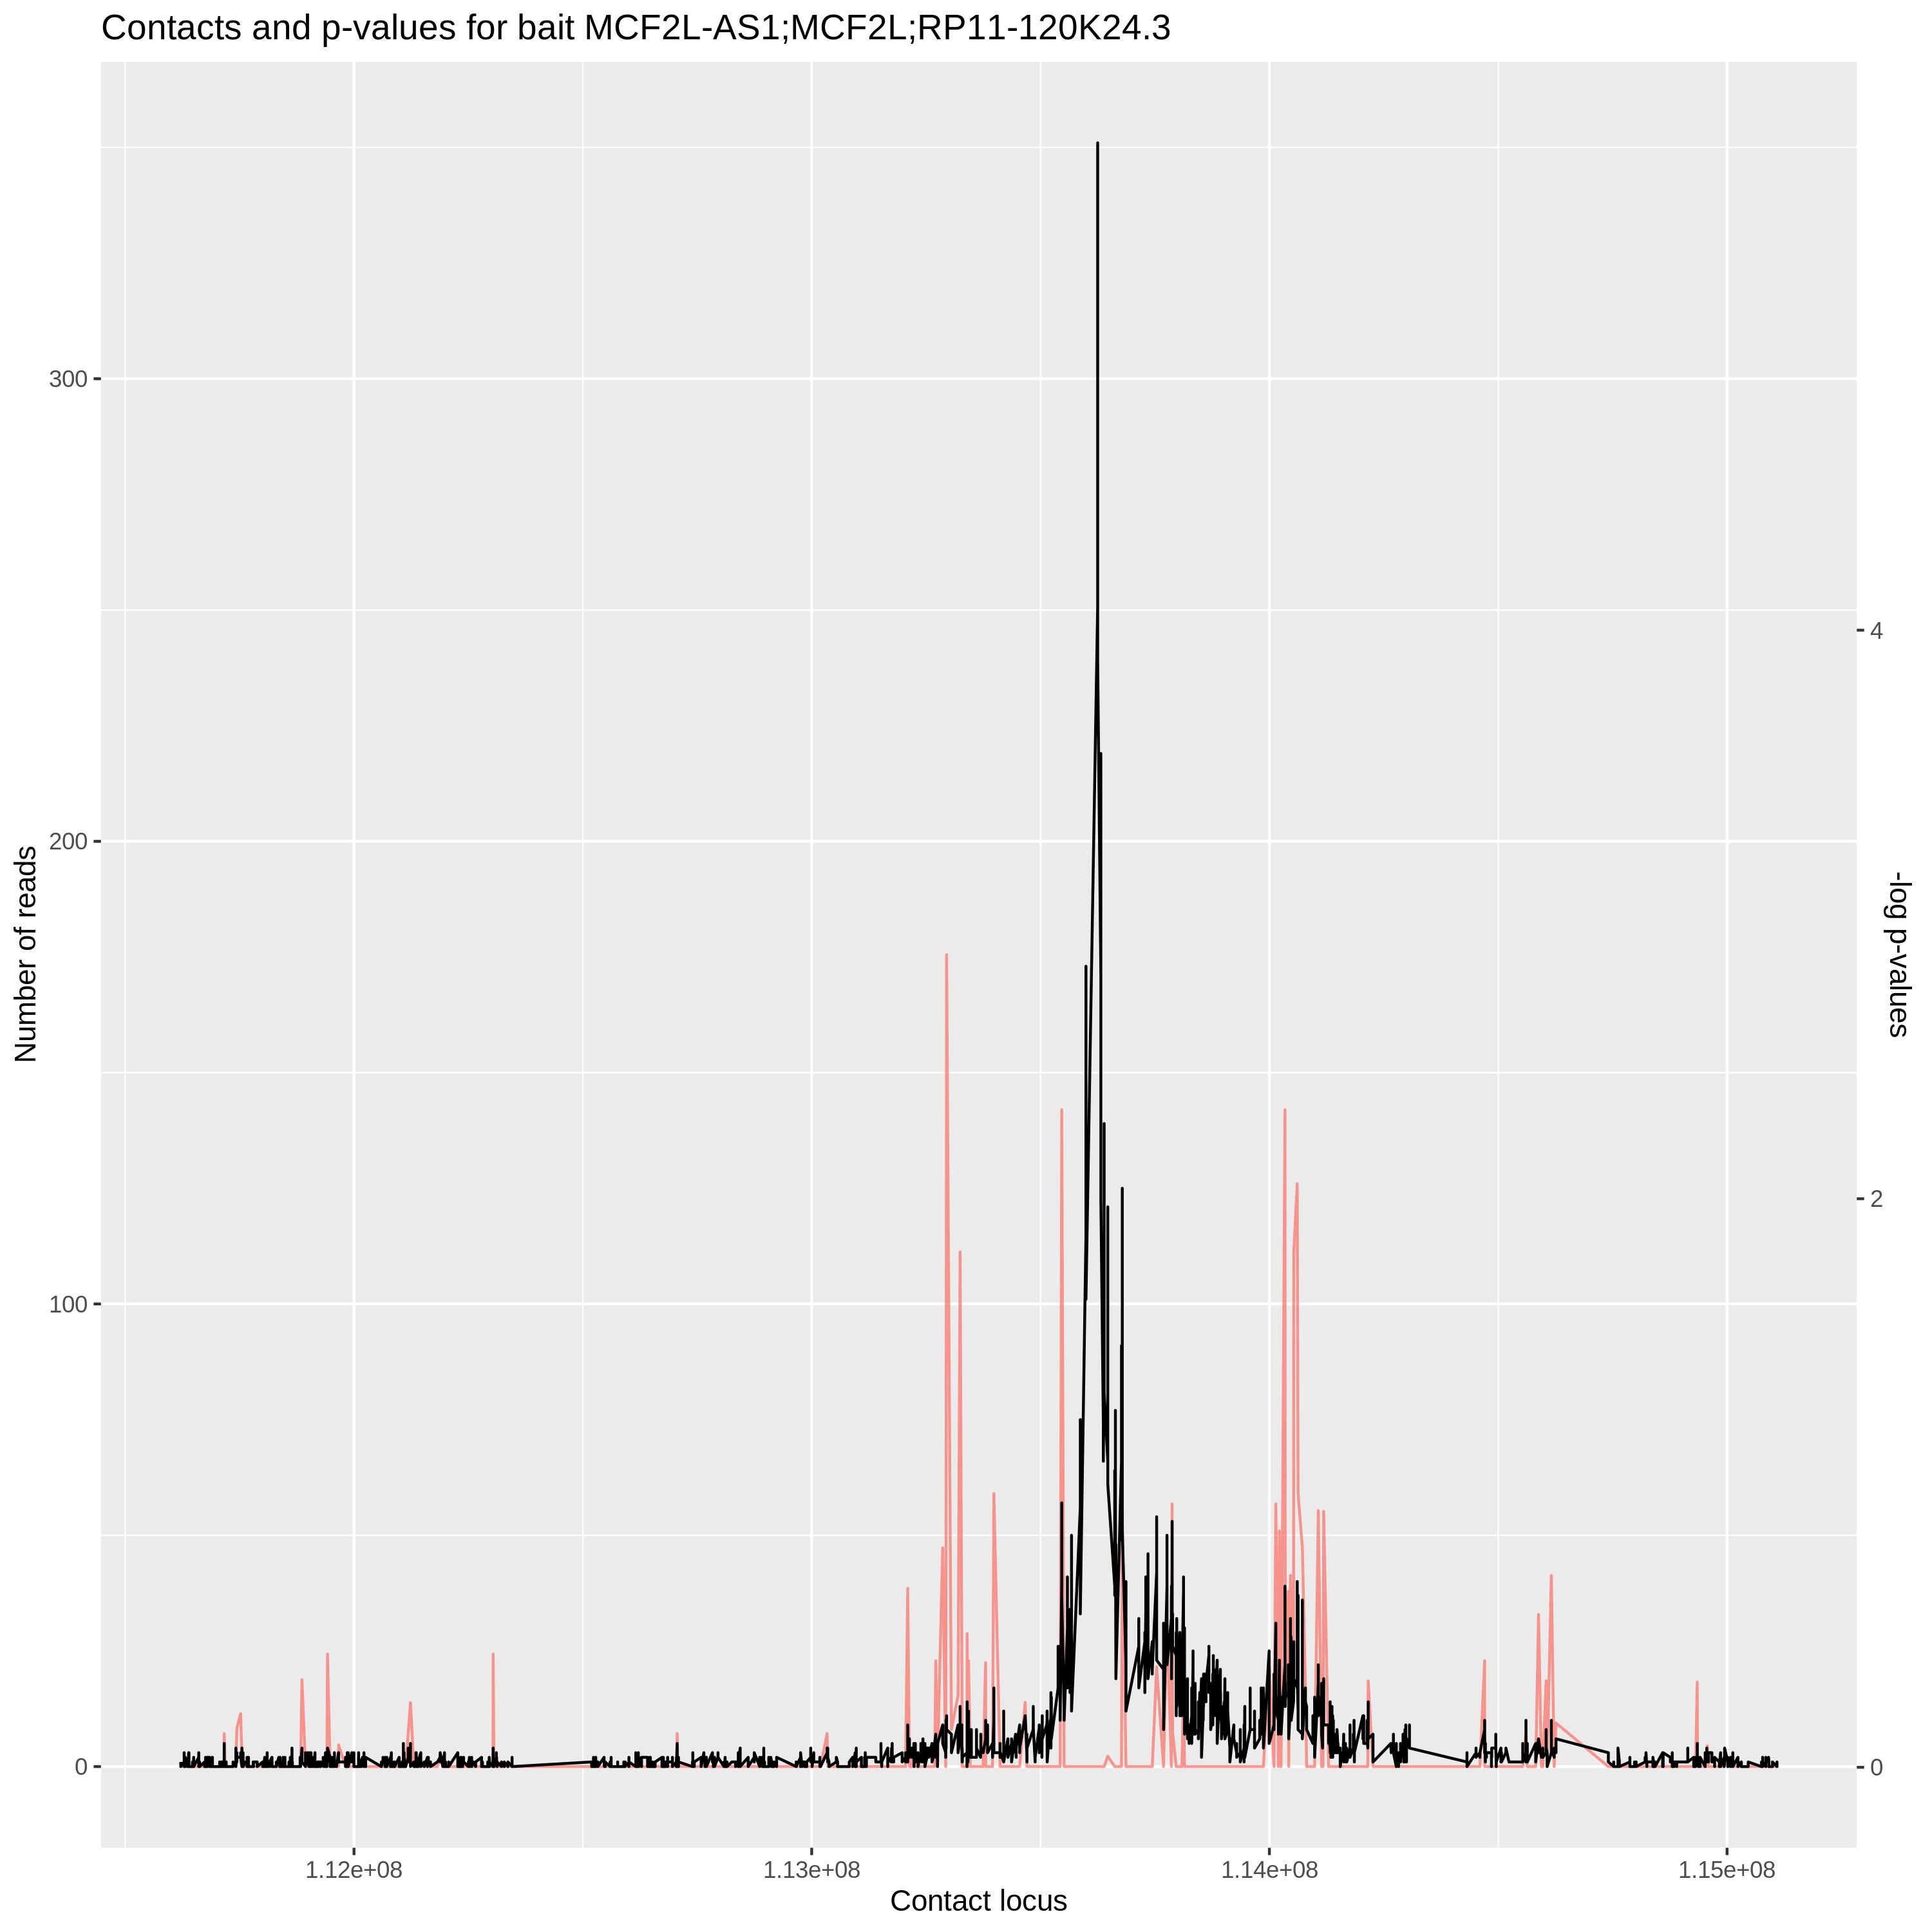 Contacts and p-values for bait MCF2L-AS1;MCF2L;RP11-120K24.3
Number of reads
300
200
100
0
4
2
0
-log p-values
1.12e+08
1.13e+08
1.14e+08
1.15e+08
Contact locus